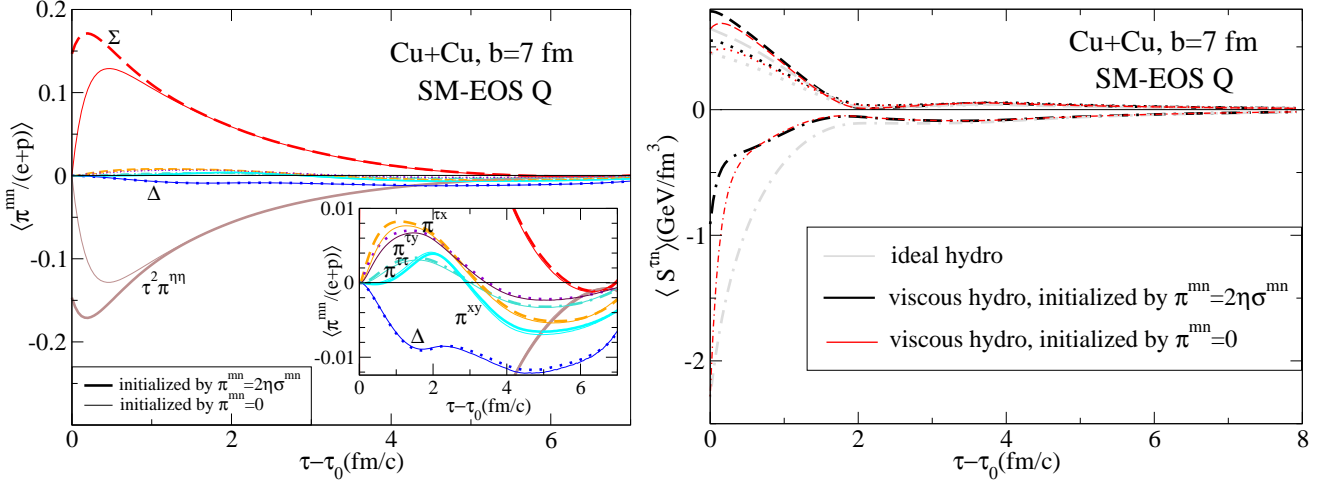 Cu+Cu, b=7 fm
SM-EOS Q
Σ
Δ
τ²π^ηη
⟨π^mn/(e+p)⟩
0.2
0.1
0
-0.1
-0.2
initialized by π^mn=2ησ^mn
initialized by π^mn=0
0 2 4 6
τ−τ₀(fm/c)
⟨π^mn/(e+p)⟩
0.01
0
-0.01
π^τx
π^τy
π^ττ
π^xy
Δ
0 2 4 6
τ−τ₀(fm/c)
Cu+Cu, b=7 fm
SM-EOS Q
⟨ S^τn⟩(GeV/fm³)
0
-1
-2
ideal hydro
viscous hydro, initialized by π^mn=2ησ^mn
viscous hydro, initialized by π^mn=0
0 2 4 6 8
τ−τ₀(fm/c)